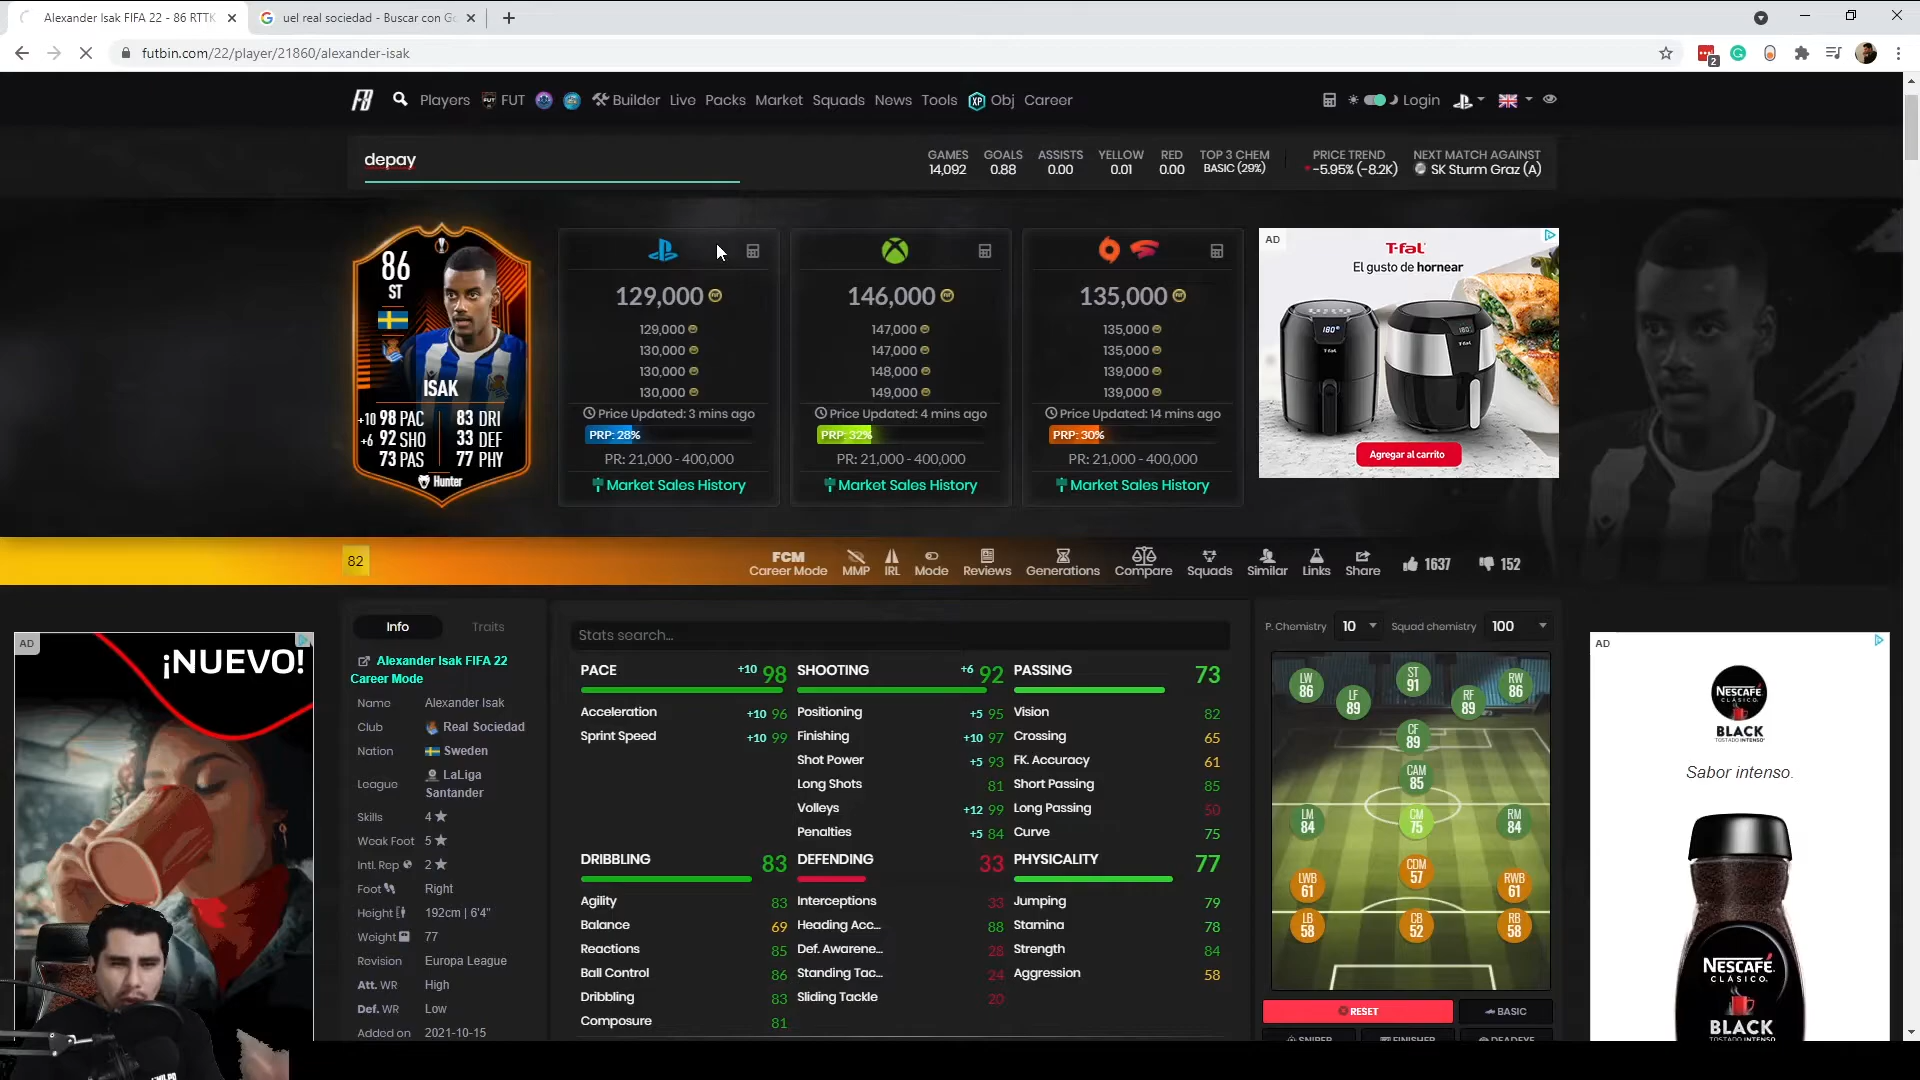 Alexander Isak FIFA 22 - 86 RTTK
uel real sociedad - Buscar con Go
futbin.com/22/player/21860/alexander-isak
2
Players FUT Builder Live Packs Market Squads News Tools XP Obj Career
Login
depay
GAMES GOALS ASSISTS YELLOW RED TOP 3 CHEM PRICE TREND NEXT MATCH AGAINST
14,092 0.88 0.00 0.01 0.00 BASIC (29%) -5.95% (-8.2K) SK Sturm Graz (A)
86
ST
ISAK
+10 98 PAC 83 DRI
+6 92 SHO 33 DEF
73 PAS 77 PHY
Hunter
129,000
129,000
130,000
130,000
130,000
Price Updated: 3 mins ago
PRP: 28%
PR: 21,000 - 400,000
Market Sales History
146,000
147,000
147,000
148,000
149,000
Price Updated: 4 mins ago
PRP: 32%
PR: 21,000 - 400,000
Market Sales History
135,000
135,000
135,000
139,000
139,000
Price Updated: 14 mins ago
PRP: 30%
PR: 21,000 - 400,000
Market Sales History
AD
T-fal
El gusto de hornear
180°
180°
T-fal
Agregar al carrito
82
FCM
Career Mode MMP IRL Mode Reviews Generations Compare Squads Similar Links Share 1637 152
AD
¡NUEVO!
Info Traits
Alexander Isak FIFA 22
Career Mode
Name Alexander Isak
Club Real Sociedad
Nation Sweden
League LaLiga
Santander
Skills 4
Weak Foot 5
Intl. Rep 2
Foot Right
Height 192cm | 6'4"
Weight 77
Revision Europa League
Att. WR High
Def. WR Low
Added on 2021-10-15
Stats search...
PACE +10 98
Acceleration +10 96
Sprint Speed +10 99
SHOOTING +6 92
Positioning +5 95
Finishing +10 97
Shot Power +5 93
Long Shots 81
Volleys +12 99
Penalties +5 84
PASSING 73
Vision 82
Crossing 65
FK. Accuracy 61
Short Passing 85
Long Passing 50
Curve 75
DRIBBLING 83
Agility 83
Balance 69
Reactions 85
Ball Control 86
Dribbling 83
Composure 81
DEFENDING 33
Interceptions 33
Heading Acc... 88
Def. Awarene... 28
Standing Tac... 24
Sliding Tackle 20
PHYSICALITY 77
Jumping 79
Stamina 78
Strength 84
Aggression 58
P. Chemistry 10 Squad chemistry 100
LW 86
ST 91
RW 86
LF 89
RF 89
CF 89
CAM 85
LM 84
CM 75
RM 84
CDM 57
LWB 61
RWB 61
LB 58
CB 52
RB 58
RESET BASIC
SNIPER FINISHER DEADEYE
AD
NESCAFÉ
CLÁSICO
BLACK
TOSTADO INTENSO
Sabor intenso.
NESCAFÉ
CLÁSICO
BLACK
TOSTADO INTENSO